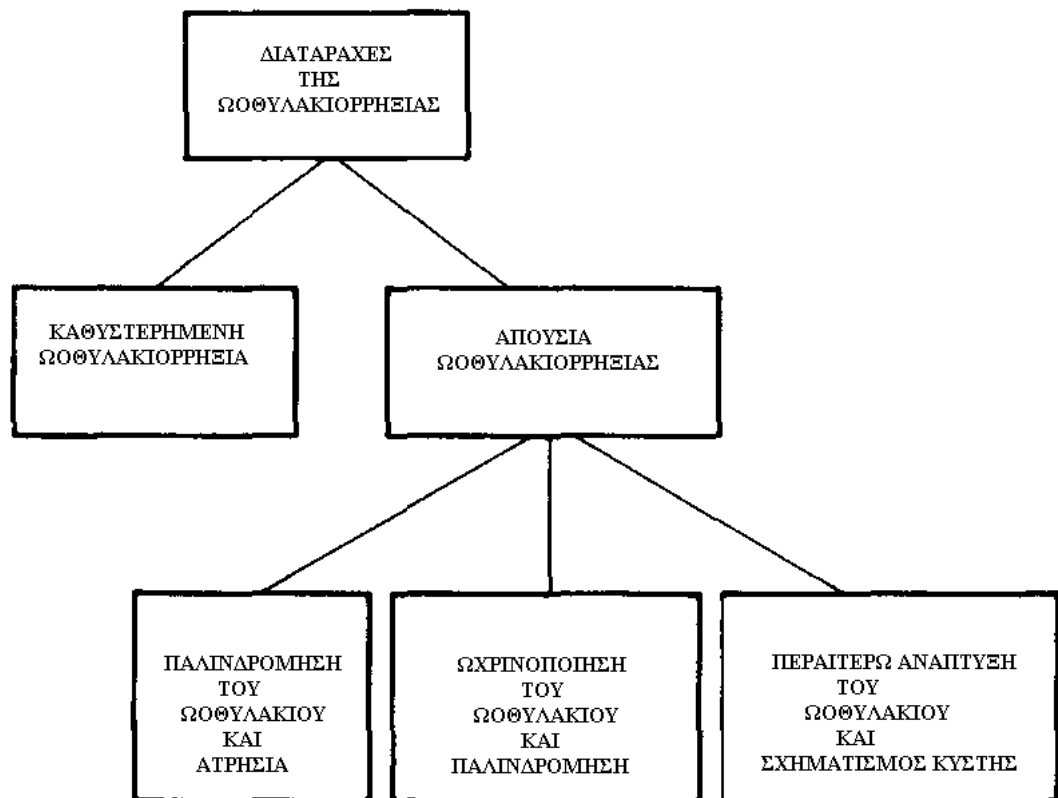 ΔΙΑΤΑΡΑΧΕΣ
ΤΗΣ
ΩΟΘΥΛΑΚΙΟΡΡΗΞΙΑΣ
ΚΑΘΥΣΤΕΡΗΜΕΝΗ
ΩΟΘΥΛΑΚΙΟΡΡΗΞΙΑ
ΑΠΟΥΣΙΑ
ΩΟΘΥΛΑΚΙΟΡΡΗΞΙΑΣ
ΠΑΛΙΝΔΡΟΜΗΣΗ
ΤΟΥ
ΩΟΘΥΛΑΚΙΟΥ
ΚΑΙ
ΑΤΡΗΣΙΑ
ΩΧΡΙΝΟΠΟΙΗΣΗ
ΤΟΥ
ΩΟΘΥΛΑΚΙΟΥ
ΚΑΙ
ΠΑΛΙΝΔΡΟΜΗΣΗ
ΠΕΡΑΙΤΕΡΩ ΑΝΑΠΤΥΞΗ
ΤΟΥ
ΩΟΘΥΛΑΚΙΟΥ
ΚΑΙ
ΣΧΗΜΑΤΙΣΜΟΣ ΚΥΣΤΗΣ